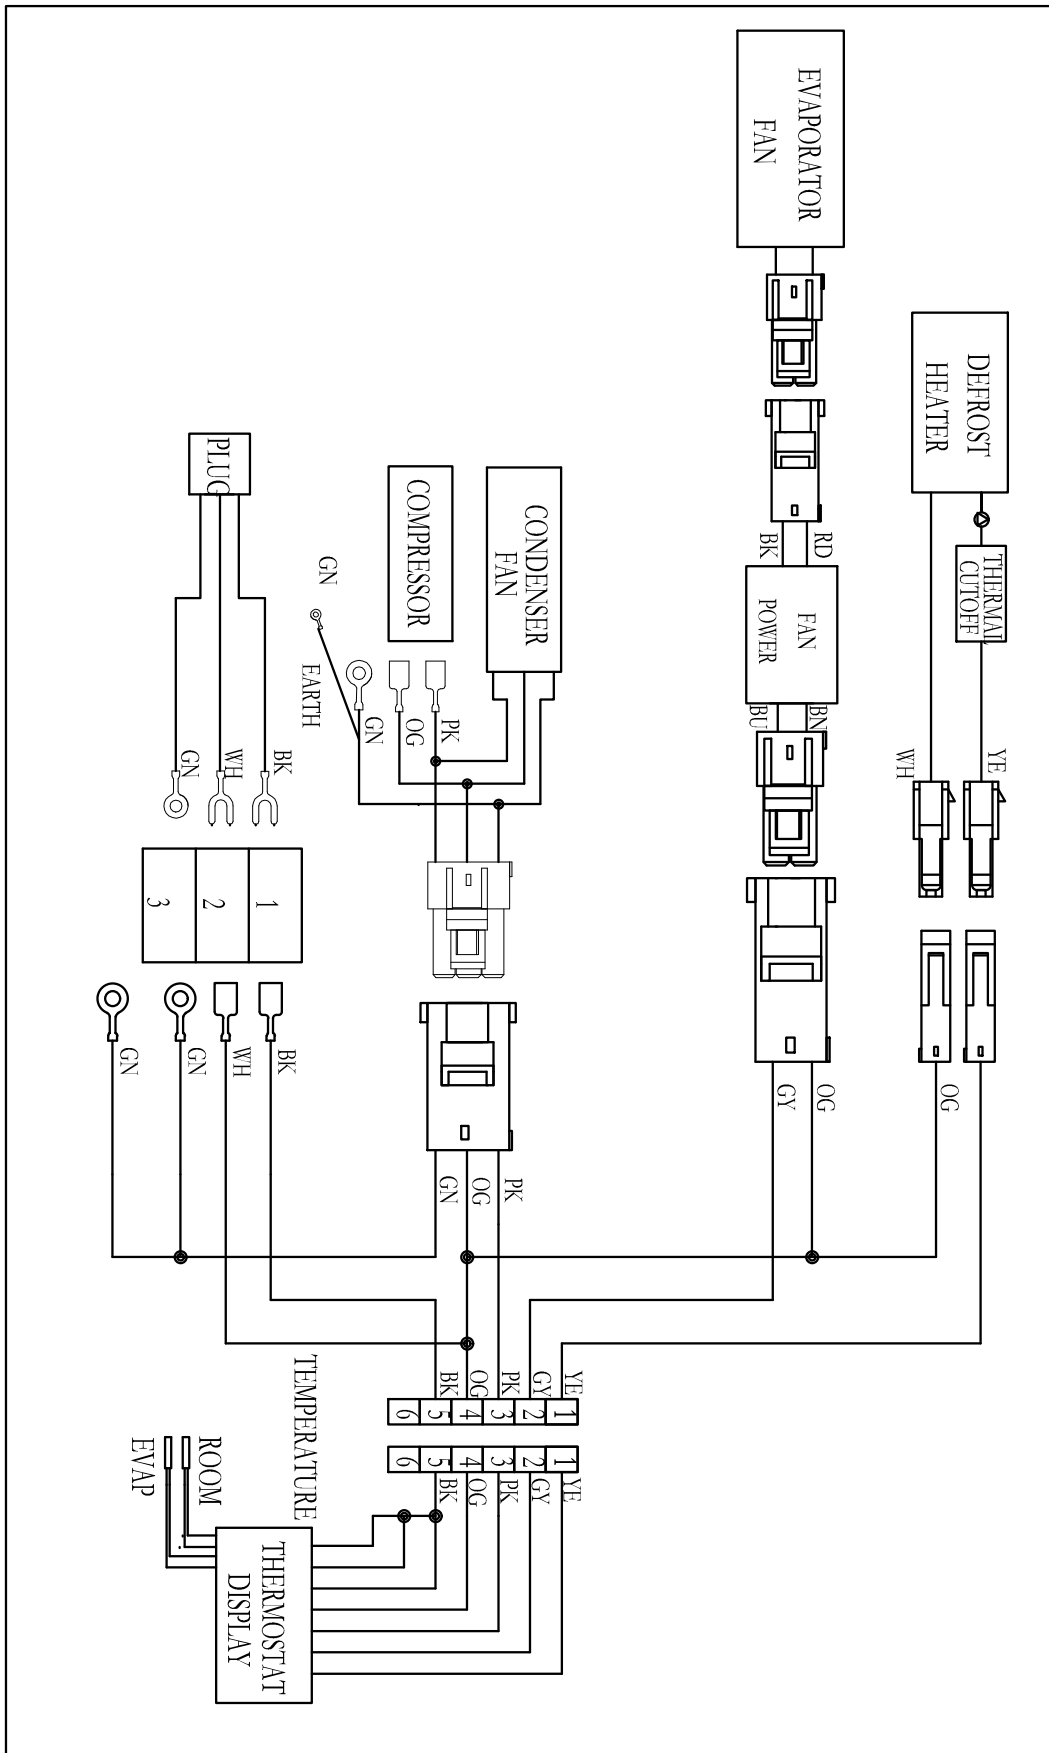 EVAPORATOR
FAN
DEFROST
HEATER
THERMAL
CUTOFF
RD
BK
FAN
POWER
BN
BU
YE
WH
OG
GY
OG
PLUG
BK
WH
GN
COMPRESSOR
CONDENSER
FAN
GN
EARTH
PK
OG
GN
1
2
3
BK
WH
GN
GN
PK
OG
GN
YE
GY
PK
OG
BK
1
2
3
4
5
6
1
2
3
4
5
6
YE
GY
PK
OG
BK
TEMPERATURE
ROOM
EVAP
THERMOSTAT
DISPLAY